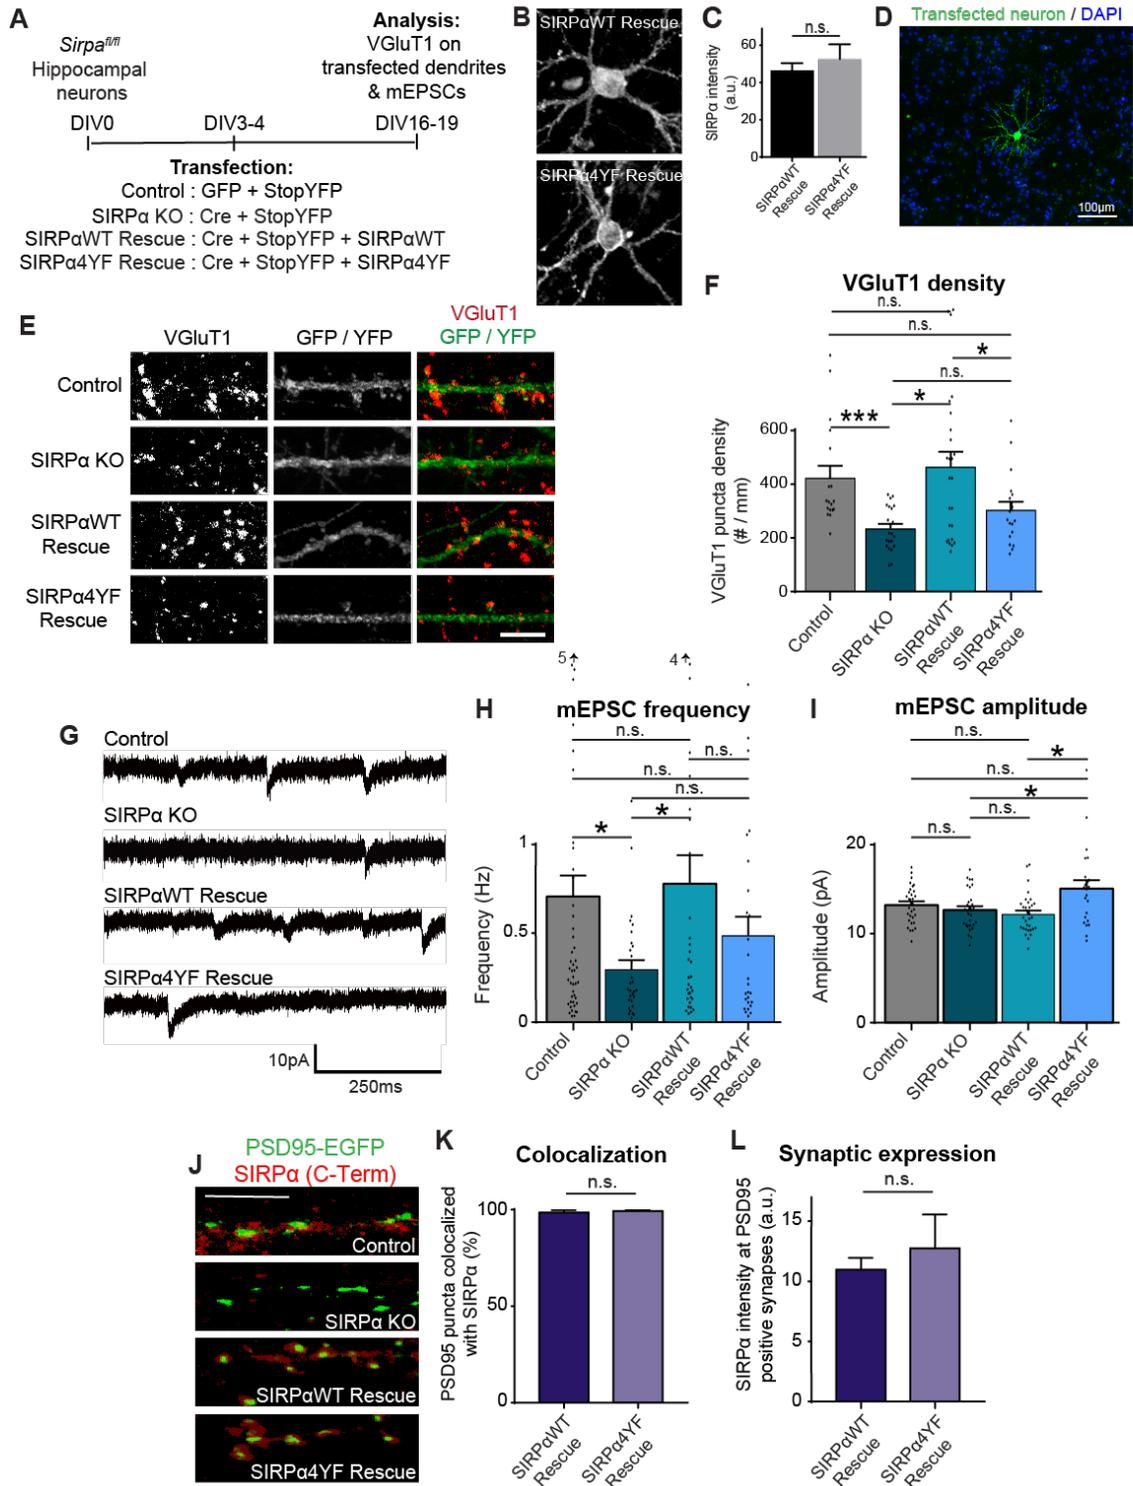 A
Sirpafl/fl
Hippocampal
neurons
Analysis:
VGluT1 on
transfected dendrites
& mEPSCs
DIV0
DIV3-4
DIV16-19
Transfection:
Control : GFP + StopYFP
SIRPα KO : Cre + StopYFP
SIRPαWT Rescue : Cre + StopYFP + SIRPαWT
SIRPα4YF Rescue : Cre + StopYFP + SIRPα4YF
B
SIRPαWT Rescue
SIRPα4YF Rescue
C
n.s.
SIRPα intensity
(a.u.)
60
40
20
0
SIRPαWT
Rescue
SIRPα4YF
Rescue
D
Transfected neuron / DAPI
100µm
E
VGluT1
GFP / YFP
VGluT1
GFP / YFP
Control
SIRPα KO
SIRPαWT
Rescue
SIRPα4YF
Rescue
F
VGluT1 density
n.s.
n.s.
*
n.s.
*
***
VGluT1 puncta density
(# / mm)
600
400
200
0
Control
SIRPα KO
SIRPαWT
Rescue
SIRPα4YF
Rescue
G
Control
SIRPα KO
SIRPαWT Rescue
SIRPα4YF Rescue
10pA
250ms
5
4
H
mEPSC frequency
n.s.
n.s.
n.s.
n.s.
*
*
Frequency (Hz)
1
0.5
0
Control
SIRPα KO
SIRPαWT
Rescue
SIRPα4YF
Rescue
I
mEPSC amplitude
n.s.
*
n.s.
*
n.s.
n.s.
Amplitude (pA)
20
10
0
Control
SIRPα KO
SIRPαWT
Rescue
SIRPα4YF
Rescue
J
PSD95-EGFP
SIRPα (C-Term)
Control
SIRPα KO
SIRPαWT Rescue
SIRPα4YF Rescue
K
Colocalization
n.s.
PSD95 puncta colocalized
with SIRPα (%)
100
50
0
SIRPαWT
Rescue
SIRPα4YF
Rescue
L
Synaptic expression
n.s.
SIRPα intensity at PSD95
positive synapses (a.u.)
15
10
5
0
SIRPαWT
Rescue
SIRPα4YF
Rescue